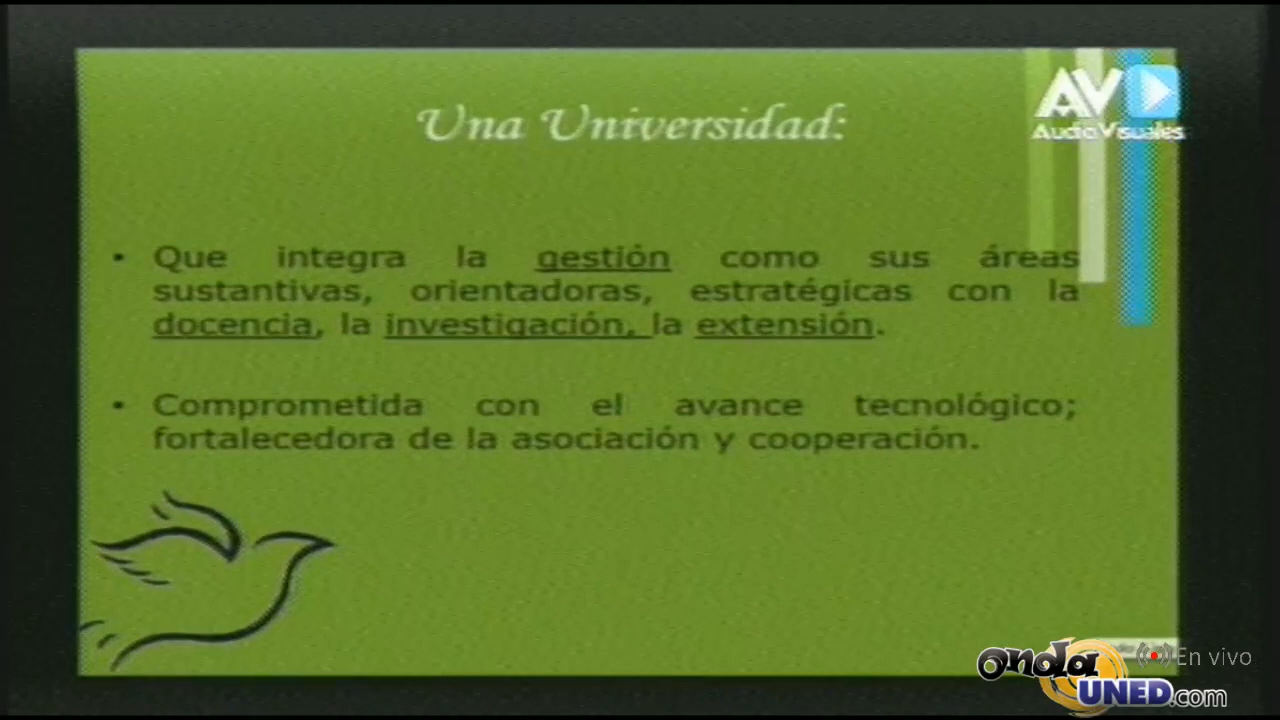 AV
AudioVisuales
Una Universidad:
• Que integra la gestión como sus áreas
sustantivas, orientadoras, estratégicas con la
docencia, la investigación, la extensión.
• Comprometida con el avance tecnológico;
fortalecedora de la asociación y cooperación.
onda
UNED.com
En vivo